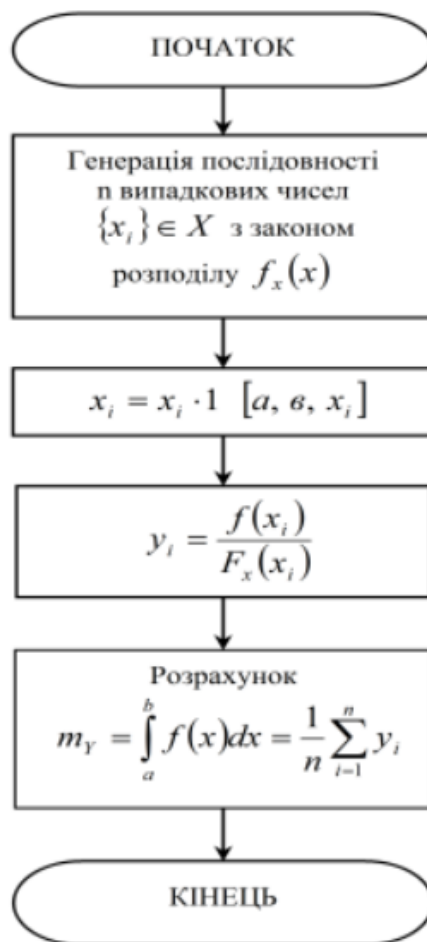 ПОЧАТОК
Генерація послідовності
n випадкових чисел
{x_i} ∈ X з законом
розподілу f_x(x)
x_i = x_i · 1 [a, в, x_i]
y_i = f(x_i) / F_x(x_i)
Розрахунок
m_Y = ∫_a^b f(x)dx = 1/n ∑_{i=1}^n y_i
КІНЕЦЬ